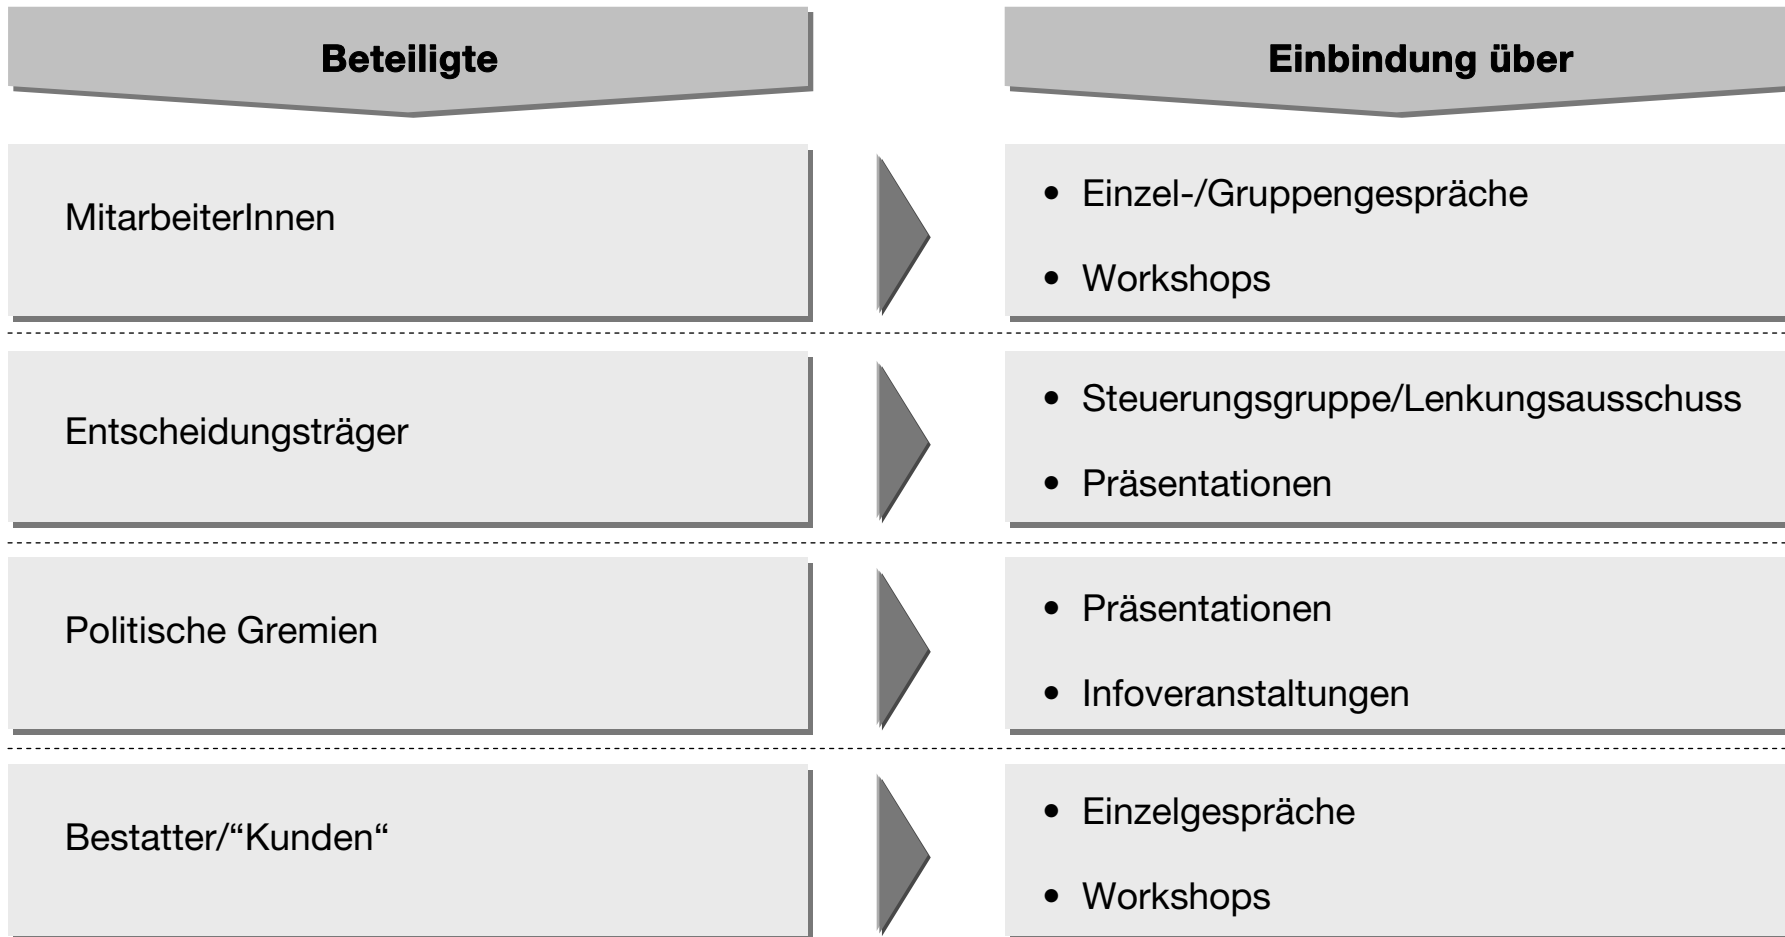 Beteiligte
Einbindung über
MitarbeiterInnen
• Einzel-/Gruppengespräche
• Workshops
Entscheidungsträger
• Steuerungsgruppe/Lenkungsausschuss
• Präsentationen
Politische Gremien
• Präsentationen
• Infoveranstaltungen
Bestatter/“Kunden“
• Einzelgespräche
• Workshops